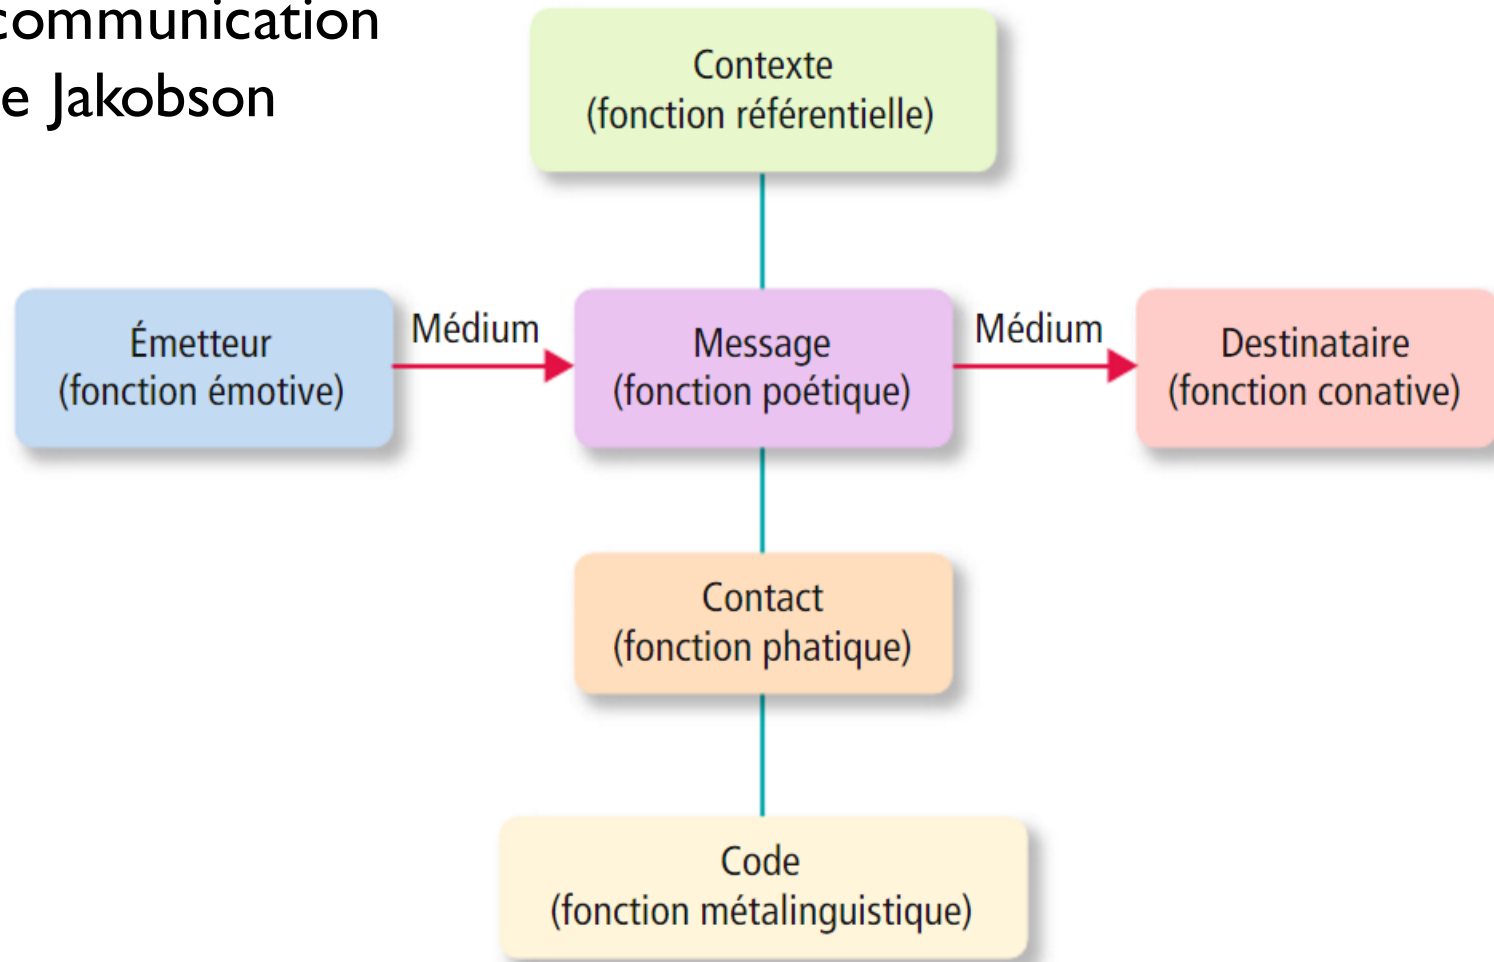 communication
e Jakobson
Contexte
(fonction référentielle)
Émetteur
(fonction émotive)
Médium
Message
(fonction poétique)
Médium
Destinataire
(fonction conative)
Contact
(fonction phatique)
Code
(fonction métalinguistique)